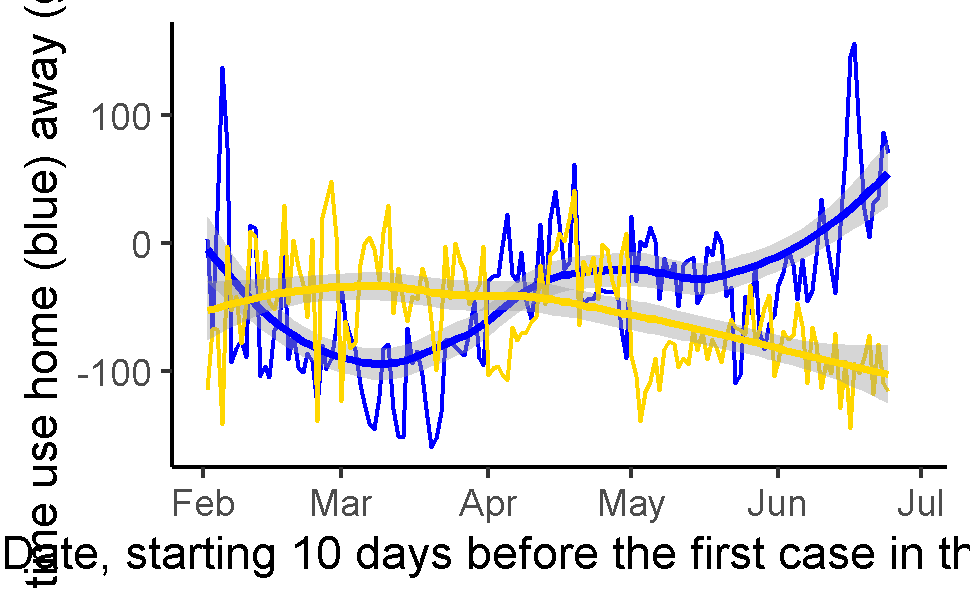 time use home (blue) away (
100
0
-100
Feb Mar Apr May Jun Jul
Date, starting 10 days before the first case in th